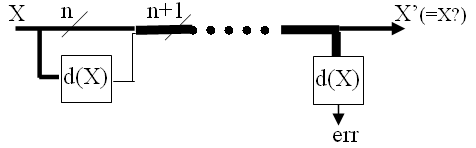 X n n+1 X’(=X?)
d(X) d(X)
err